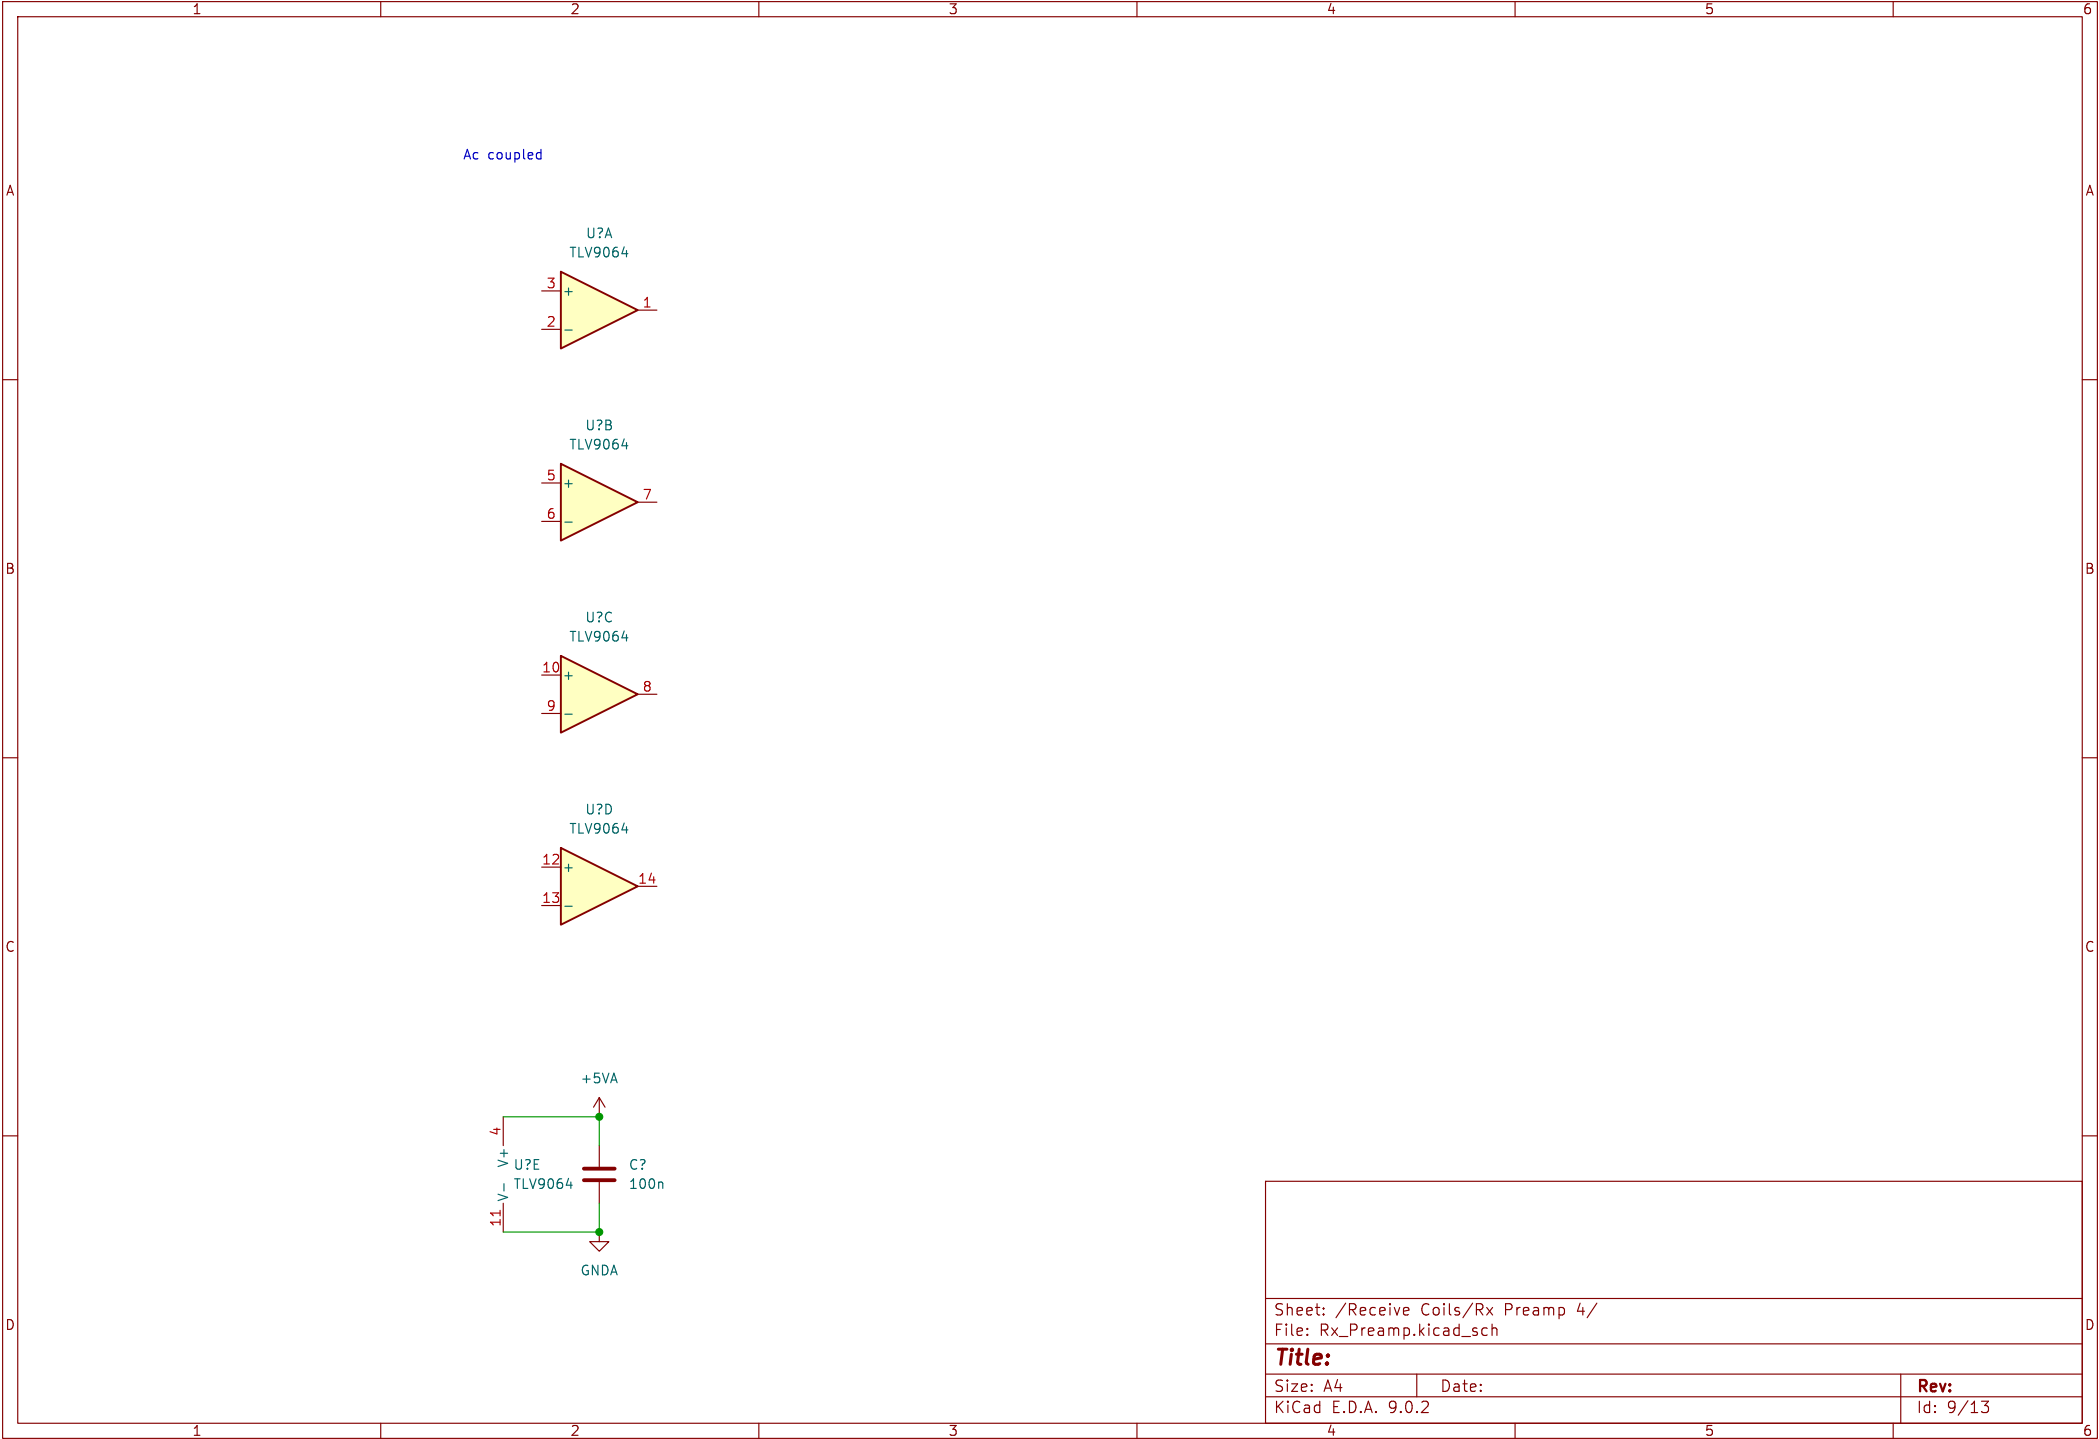 1 2 3 4 5 6
Ac coupled
A A
U?A
TLV9064
3 +
1
2 −
U?B
TLV9064
5 +
7
6 −
B B
U?C
TLV9064
10 +
8
9 −
U?D
TLV9064
12 +
14
13 −
C C
+5VA
4
V+
U?E
TLV9064
V-
11
C?
100n
GNDA
Sheet: /Receive Coils/Rx Preamp 4/
File: Rx_Preamp.kicad_sch
D D
Title:
Size: A4 Date: Rev:
KiCad E.D.A. 9.0.2 Id: 9/13
1 2 3 4 5 6